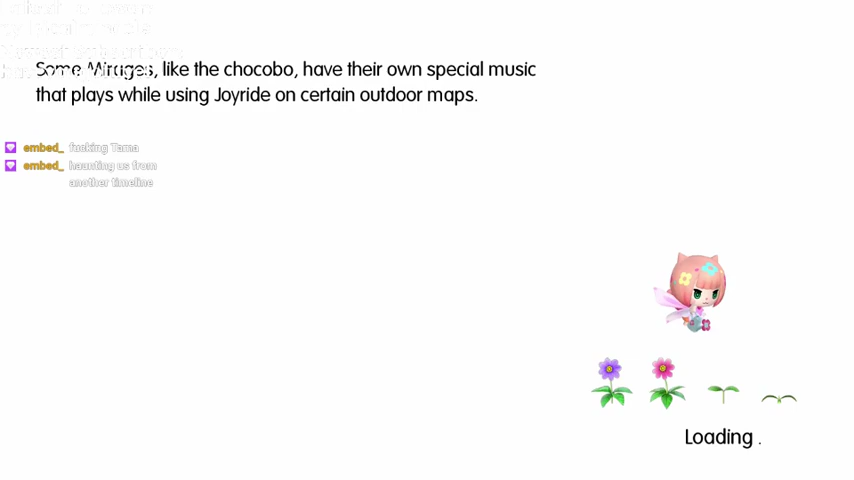 Some Mirages, like the chocobo, have their own special music
that plays while using Joyride on certain outdoor maps.
embed_ fucking Tama
embed_ haunting us from
another timeline
Loading .